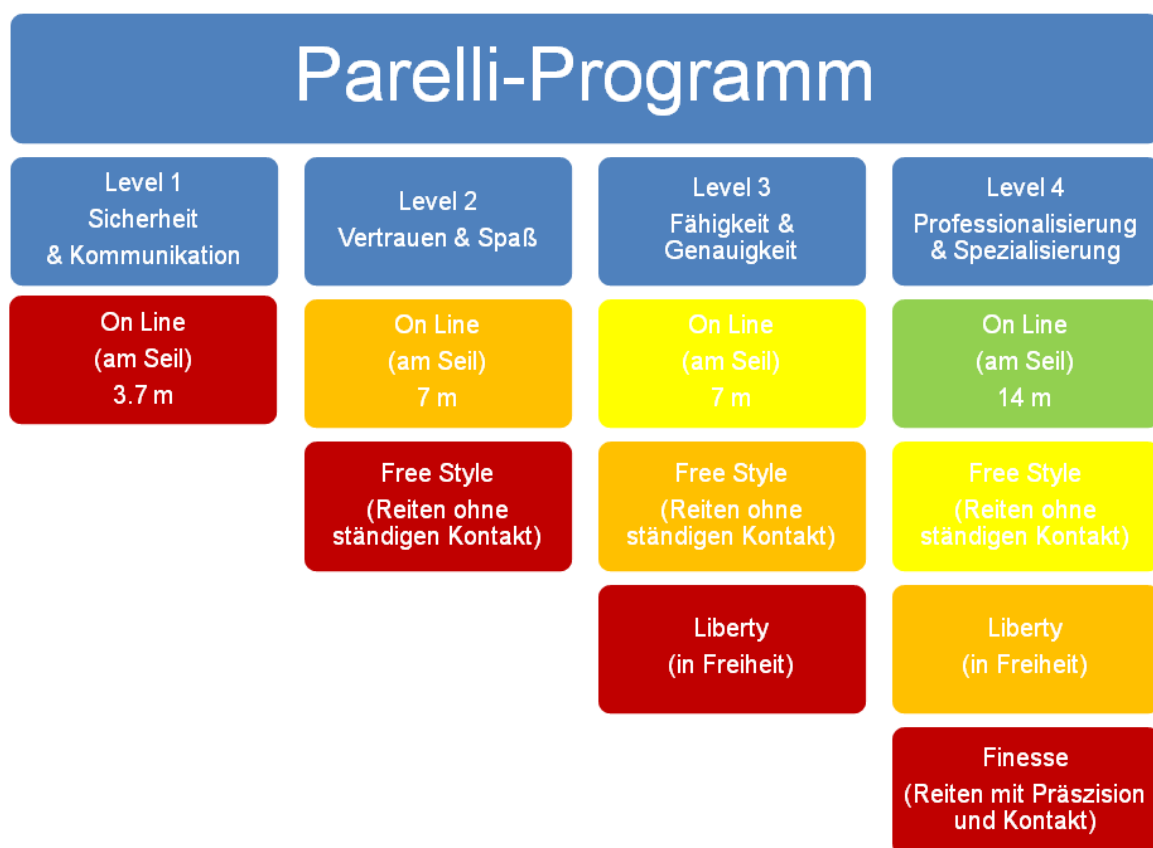 Parelli-Programm
Level 1
Sicherheit
& Kommunikation
Level 2
Vertrauen & Spaß
Level 3
Fähigkeit &
Genauigkeit
Level 4
Professionalisierung
& Spezialisierung
On Line
(am Seil)
3.7 m
On Line
(am Seil)
7 m
On Line
(am Seil)
7 m
On Line
(am Seil)
14 m
Free Style
(Reiten ohne
ständigen Kontakt)
Free Style
(Reiten ohne
ständigen Kontakt)
Free Style
(Reiten ohne
ständigen Kontakt)
Liberty
(in Freiheit)
Liberty
(in Freiheit)
Finesse
(Reiten mit Präszision
und Kontakt)